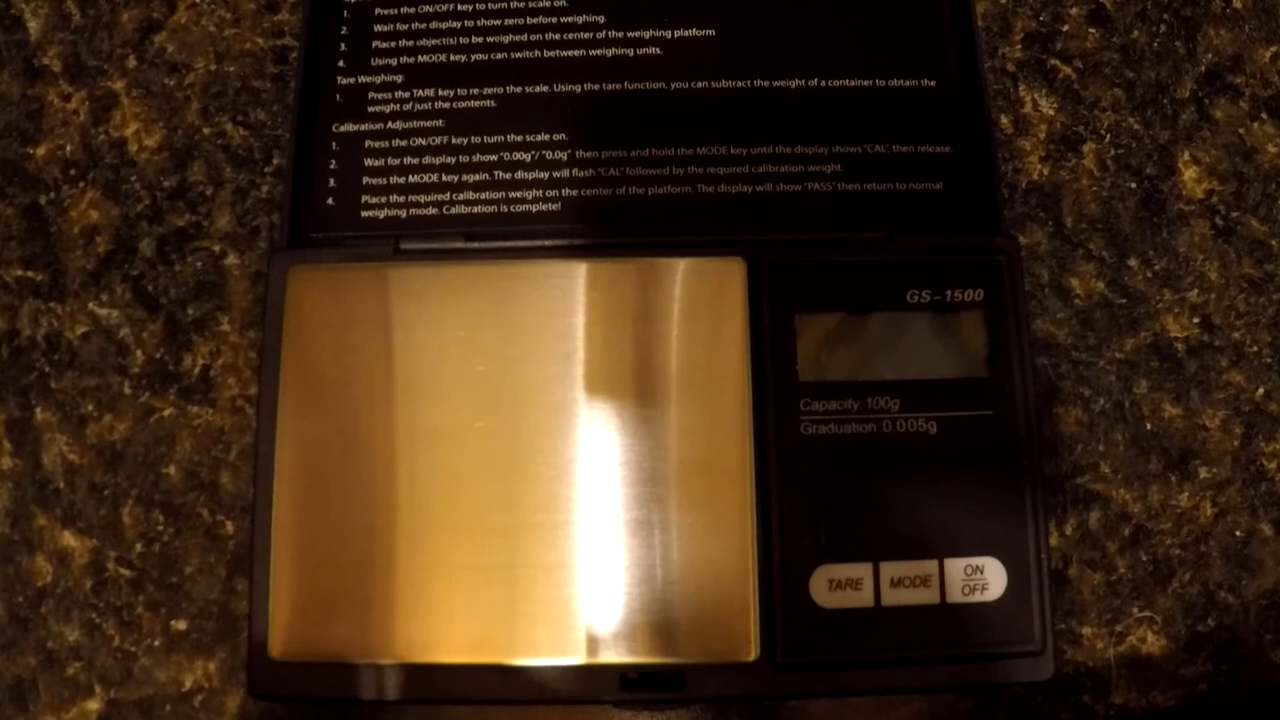 1. Press the ON/OFF key to turn the scale on.
2. Wait for the display to show zero before weighing.
3. Place the object(s) to be weighed on the center of the weighing platform
4. Using the MODE key, you can switch between weighing units.
Tare Weighing:
1. Press the TARE key to re-zero the scale. Using the tare function, you can subtract the weight of a container to obtain the
weight of just the contents.
Calibration Adjustment:
1. Press the ON/OFF key to turn the scale on.
2. Wait for the display to show "0.00g"/ "0.0g" then press and hold the MODE key until the display shows "CAL", then release.
3. Press the MODE key again. The display will flash "CAL" followed by the required calibration weight.
4. Place the required calibration weight on the center of the platform. The display will show "PASS" then return to normal
weighing mode. Calibration is complete!
GS-1500
Capacity: 100g
Graduation:0.005g
TARE
MODE
ON
OFF